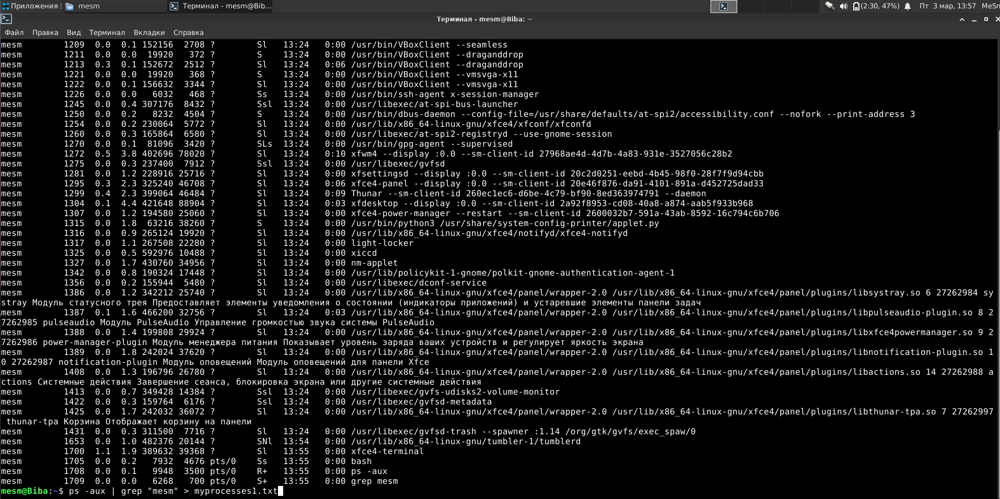 Приложения mesm Терминал - mesm@Bib... (2:30, 47%) Пт 3 мар, 13:57 MeSm
Терминал - mesm@Biba: ~
Файл Правка Вид Терминал Вкладки Справка
mesm 1209 0.0 0.1 152156 2708 ? Sl 13:24 0:00 /usr/bin/VBoxClient --seamless
mesm 1211 0.0 0.0 19920 372 ? S 13:24 0:00 /usr/bin/VBoxClient --draganddrop
mesm 1213 0.3 0.1 152672 2512 ? Sl 13:24 0:06 /usr/bin/VBoxClient --draganddrop
mesm 1221 0.0 0.0 19920 368 ? S 13:24 0:00 /usr/bin/VBoxClient --vmsvga-x11
mesm 1222 0.0 0.1 156632 3344 ? Sl 13:24 0:00 /usr/bin/VBoxClient --vmsvga-x11
mesm 1226 0.0 0.0 6032 468 ? Ss 13:24 0:00 /usr/bin/ssh-agent x-session-manager
mesm 1245 0.0 0.4 307176 8432 ? Ssl 13:24 0:00 /usr/libexec/at-spi-bus-launcher
mesm 1250 0.0 0.2 8232 4504 ? S 13:24 0:00 /usr/bin/dbus-daemon --config-file=/usr/share/defaults/at-spi2/accessibility.conf --nofork --print-address 3
mesm 1254 0.0 0.2 230064 5772 ? Sl 13:24 0:00 /usr/lib/x86_64-linux-gnu/xfce4/xfconf/xfconfd
mesm 1260 0.0 0.3 165864 6580 ? Sl 13:24 0:00 /usr/libexec/at-spi2-registryd --use-gnome-session
mesm 1270 0.0 0.1 81096 3420 ? SLs 13:24 0:00 /usr/bin/gpg-agent --supervised
mesm 1272 0.5 3.8 402696 78020 ? Sl 13:24 0:10 xfwm4 --display :0.0 --sm-client-id 27968ae4d-4d7b-4a83-931e-3527056c28b2
mesm 1275 0.0 0.3 237400 7912 ? Ssl 13:24 0:00 /usr/libexec/gvfsd
mesm 1281 0.0 1.2 228916 25716 ? Sl 13:24 0:00 xfsettingsd --display :0.0 --sm-client-id 20c2d0251-eebd-4b45-98f0-28f7f9d94cbb
mesm 1295 0.3 2.3 325240 46708 ? Sl 13:24 0:06 xfce4-panel --display :0.0 --sm-client-id 20e46f876-da91-4101-891a-d452725dad33
mesm 1299 0.4 2.3 399064 46484 ? Sl 13:24 0:09 Thunar --sm-client-id 260ec1ec6-d6be-4c79-bf90-8ed363974791 --daemon
mesm 1304 0.1 4.4 421648 88904 ? Sl 13:24 0:03 xfdesktop --display :0.0 --sm-client-id 2a92f8953-cd08-40a8-a874-aab5f933b968
mesm 1307 0.0 1.2 194580 25060 ? Sl 13:24 0:00 xfce4-power-manager --restart --sm-client-id 2600032b7-591a-43ab-8592-16c794c6b706
mesm 1315 0.0 1.8 63216 38260 ? S 13:24 0:00 /usr/bin/python3 /usr/share/system-config-printer/applet.py
mesm 1316 0.0 0.9 265124 19920 ? Sl 13:24 0:00 /usr/lib/x86_64-linux-gnu/xfce4/notifyd/xfce4-notifyd
mesm 1317 0.0 1.1 267508 22280 ? Sl 13:24 0:00 light-locker
mesm 1325 0.0 0.5 592976 10488 ? Sl 13:24 0:00 xiccd
mesm 1327 0.0 1.7 430760 34956 ? Sl 13:24 0:00 nm-applet
mesm 1342 0.0 0.8 190324 17448 ? Sl 13:24 0:00 /usr/lib/policykit-1-gnome/polkit-gnome-authentication-agent-1
mesm 1356 0.0 0.2 155944 5480 ? Sl 13:24 0:00 /usr/libexec/dconf-service
mesm 1386 0.0 1.2 342212 25740 ? Sl 13:24 0:00 /usr/lib/x86_64-linux-gnu/xfce4/panel/wrapper-2.0 /usr/lib/x86_64-linux-gnu/xfce4/panel/plugins/libsystray.so 6 27262984 sy
stray Модуль статусного трея Предоставляет элементы уведомления о состоянии (индикаторы приложений) и устаревшие элементы панели задач
mesm 1387 0.1 1.6 466200 32756 ? Sl 13:24 0:03 /usr/lib/x86_64-linux-gnu/xfce4/panel/wrapper-2.0 /usr/lib/x86_64-linux-gnu/xfce4/panel/plugins/libpulseaudio-plugin.so 8 2
7262985 pulseaudio Модуль PulseAudio Управление громкостью звука системы PulseAudio
mesm 1388 0.0 1.4 199808 29924 ? Sl 13:24 0:00 /usr/lib/x86_64-linux-gnu/xfce4/panel/wrapper-2.0 /usr/lib/x86_64-linux-gnu/xfce4/panel/plugins/libxfce4powermanager.so 9 2
7262986 power-manager-plugin Модуль менеджера питания Показывает уровень заряда ваших устройств и регулирует яркость экрана
mesm 1389 0.0 1.8 242024 37620 ? Sl 13:24 0:00 /usr/lib/x86_64-linux-gnu/xfce4/panel/wrapper-2.0 /usr/lib/x86_64-linux-gnu/xfce4/panel/plugins/libnotification-plugin.so 1
0 27262987 notification-plugin Модуль оповещений Модуль оповещений для панели Xfce
mesm 1408 0.0 1.3 196796 26780 ? Sl 13:24 0:00 /usr/lib/x86_64-linux-gnu/xfce4/panel/wrapper-2.0 /usr/lib/x86_64-linux-gnu/xfce4/panel/plugins/libactions.so 14 27262988 a
ctions Системные действия Завершение сеанса, блокировка экрана или другие системные действия
mesm 1413 0.0 0.7 349428 14384 ? Ssl 13:24 0:00 /usr/libexec/gvfs-udisks2-volume-monitor
mesm 1422 0.0 0.3 159764 6176 ? Ssl 13:24 0:00 /usr/libexec/gvfsd-metadata
mesm 1425 0.0 1.7 242032 36072 ? Sl 13:24 0:00 /usr/lib/x86_64-linux-gnu/xfce4/panel/wrapper-2.0 /usr/lib/x86_64-linux-gnu/xfce4/panel/plugins/libthunar-tpa.so 7 27262997
thunar-tpa Корзина Отображает корзину на панели
mesm 1431 0.0 0.3 311500 7716 ? Sl 13:24 0:00 /usr/libexec/gvfsd-trash --spawner :1.14 /org/gtk/gvfs/exec_spaw/0
mesm 1653 0.0 1.0 482376 20144 ? SNl 13:54 0:00 /usr/lib/x86_64-linux-gnu/tumbler-1/tumblerd
mesm 1700 1.1 1.9 389632 39368 ? Sl 13:55 0:00 xfce4-terminal
mesm 1705 0.0 0.2 7932 4676 pts/0 Ss 13:55 0:00 bash
mesm 1708 0.0 0.1 9948 3500 pts/0 R+ 13:55 0:00 ps -aux
mesm 1709 0.0 0.0 6268 700 pts/0 S+ 13:55 0:00 grep mesm
mesm@Biba:~$ ps -aux | grep "mesm" > myprocesses1.txt